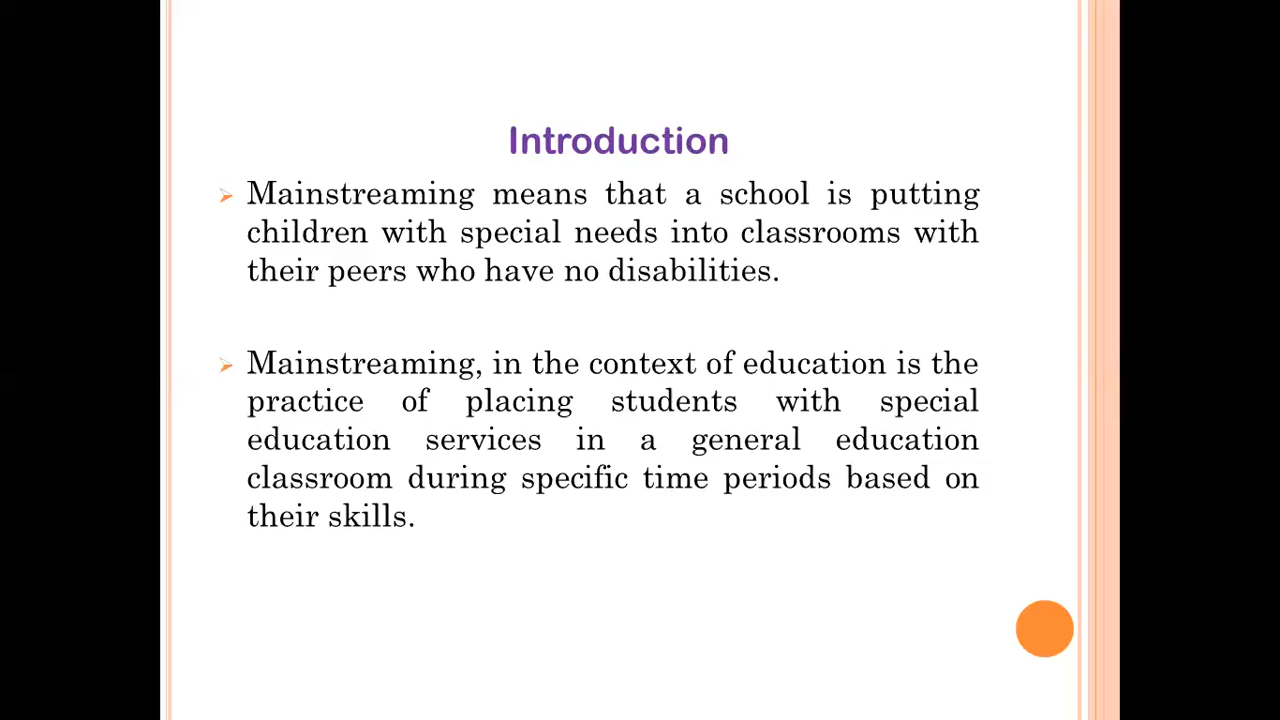 Introduction
Mainstreaming means that a school is putting
children with special needs into classrooms with
their peers who have no disabilities.
Mainstreaming, in the context of education is the
practice of placing students with special
education services in a general education
classroom during specific time periods based on
their skills.